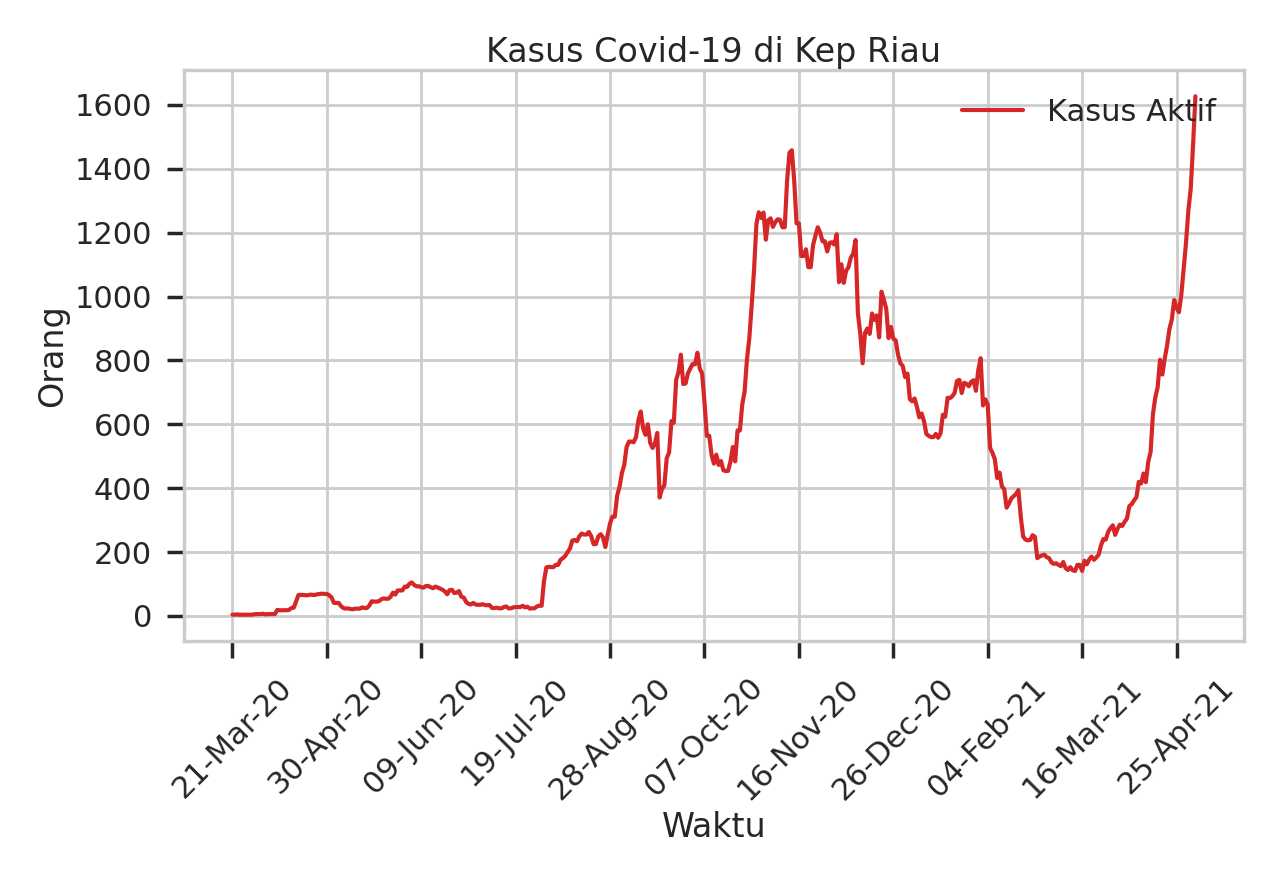 Kasus Covid-19 di Kep Riau
Kasus Aktif
1600
1400
1200
1000
800
600
400
200
0
Orang
21-Mar-20
30-Apr-20
09-Jun-20
19-Jul-20
28-Aug-20
07-Oct-20
16-Nov-20
26-Dec-20
04-Feb-21
16-Mar-21
25-Apr-21
Waktu